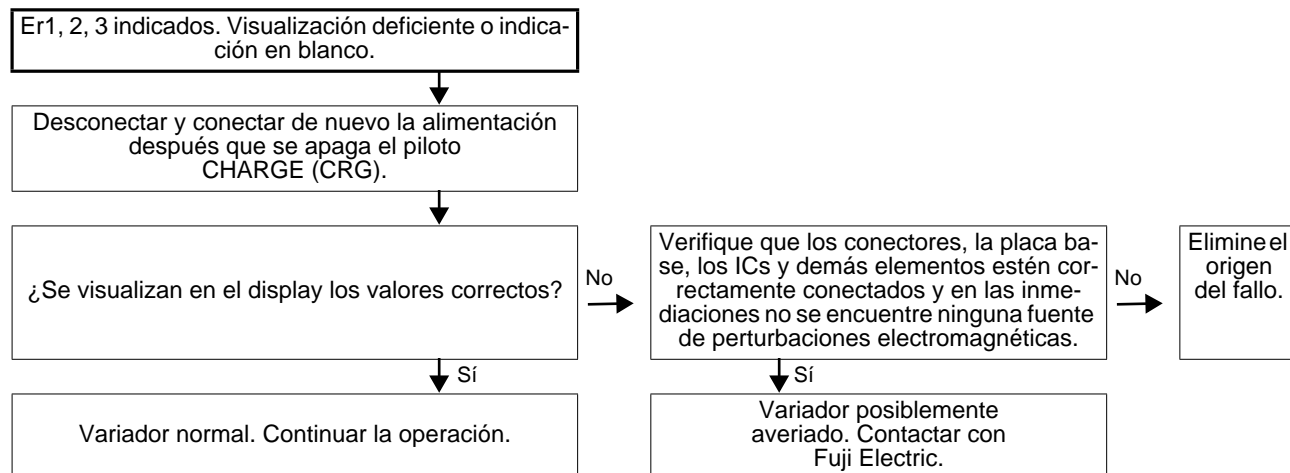 Er1, 2, 3 indicados. Visualización deficiente o indica-
ción en blanco.
Desconectar y conectar de nuevo la alimentación
después que se apaga el piloto
CHARGE (CRG).
¿Se visualizan en el display los valores correctos?
No
Verifique que los conectores, la placa ba-
se, los ICs y demás elementos estén cor-
rectamente conectados y en las inme-
diaciones no se encuentre ninguna fuente
de perturbaciones electromagnéticas.
No
Elimine el
origen
del fallo.
Sí
Sí
Variador normal. Continuar la operación.
Variador posiblemente
averiado. Contactar con
Fuji Electric.